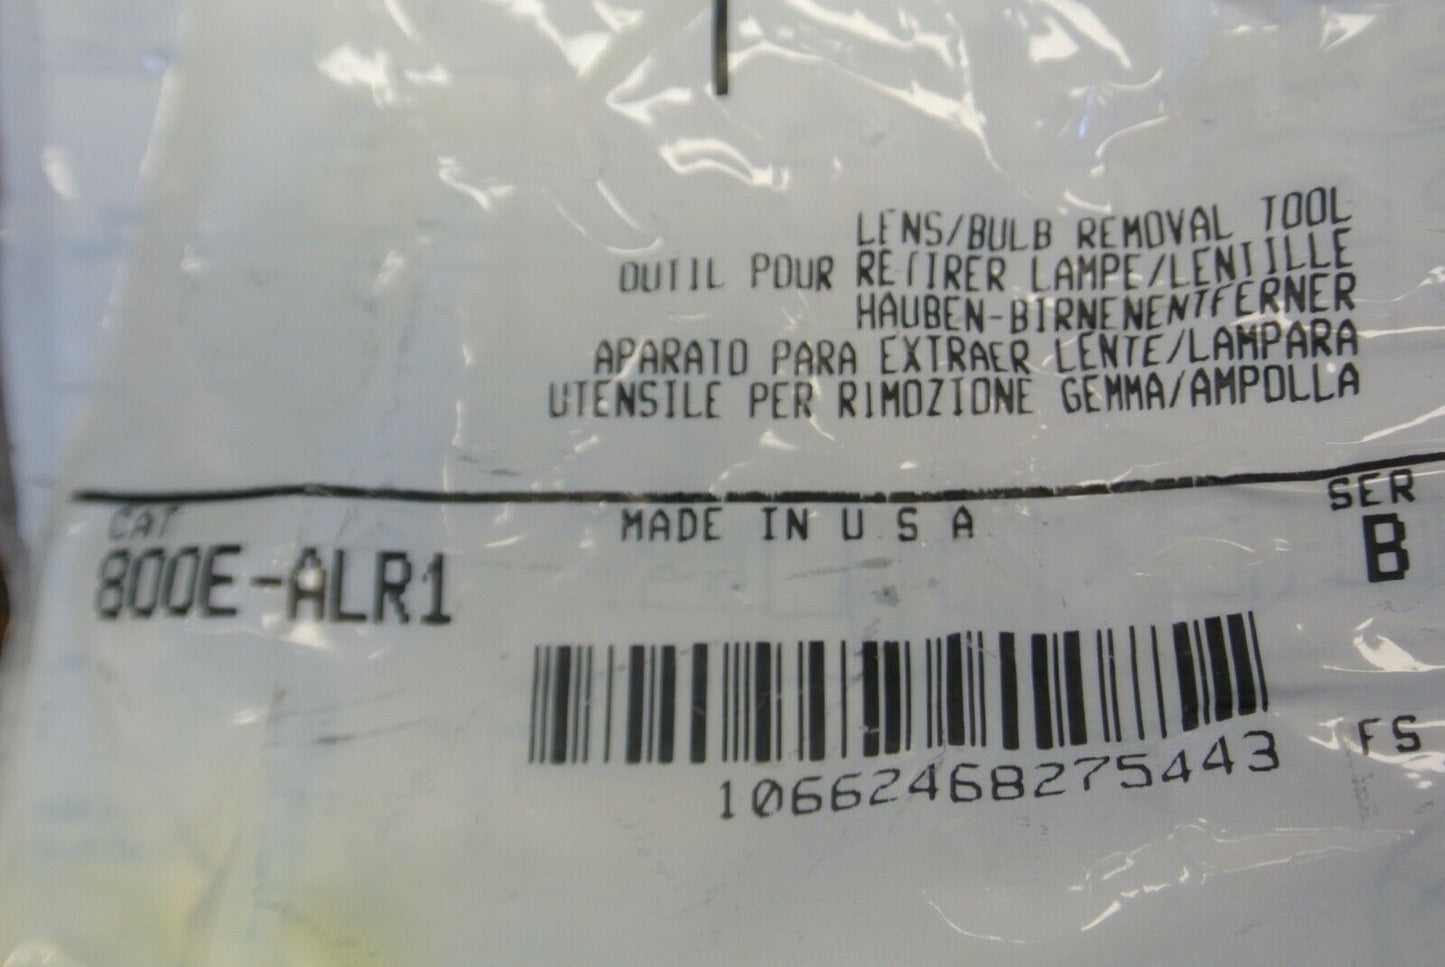 LENS/BULB REMOVAL TOOL
OUTIL POUR RETIRER LAMPE/LENTILLE
HAUBEN-BIRNENENTFERNER
APARATO PARA EXTRAER LENTE/LAMPARA
UTENSILE PER RIMOZIONE GEMMA/AMPOLLA
CAT
MADE IN U S A
SER
800E-ALR1
B
10662468275443
FS